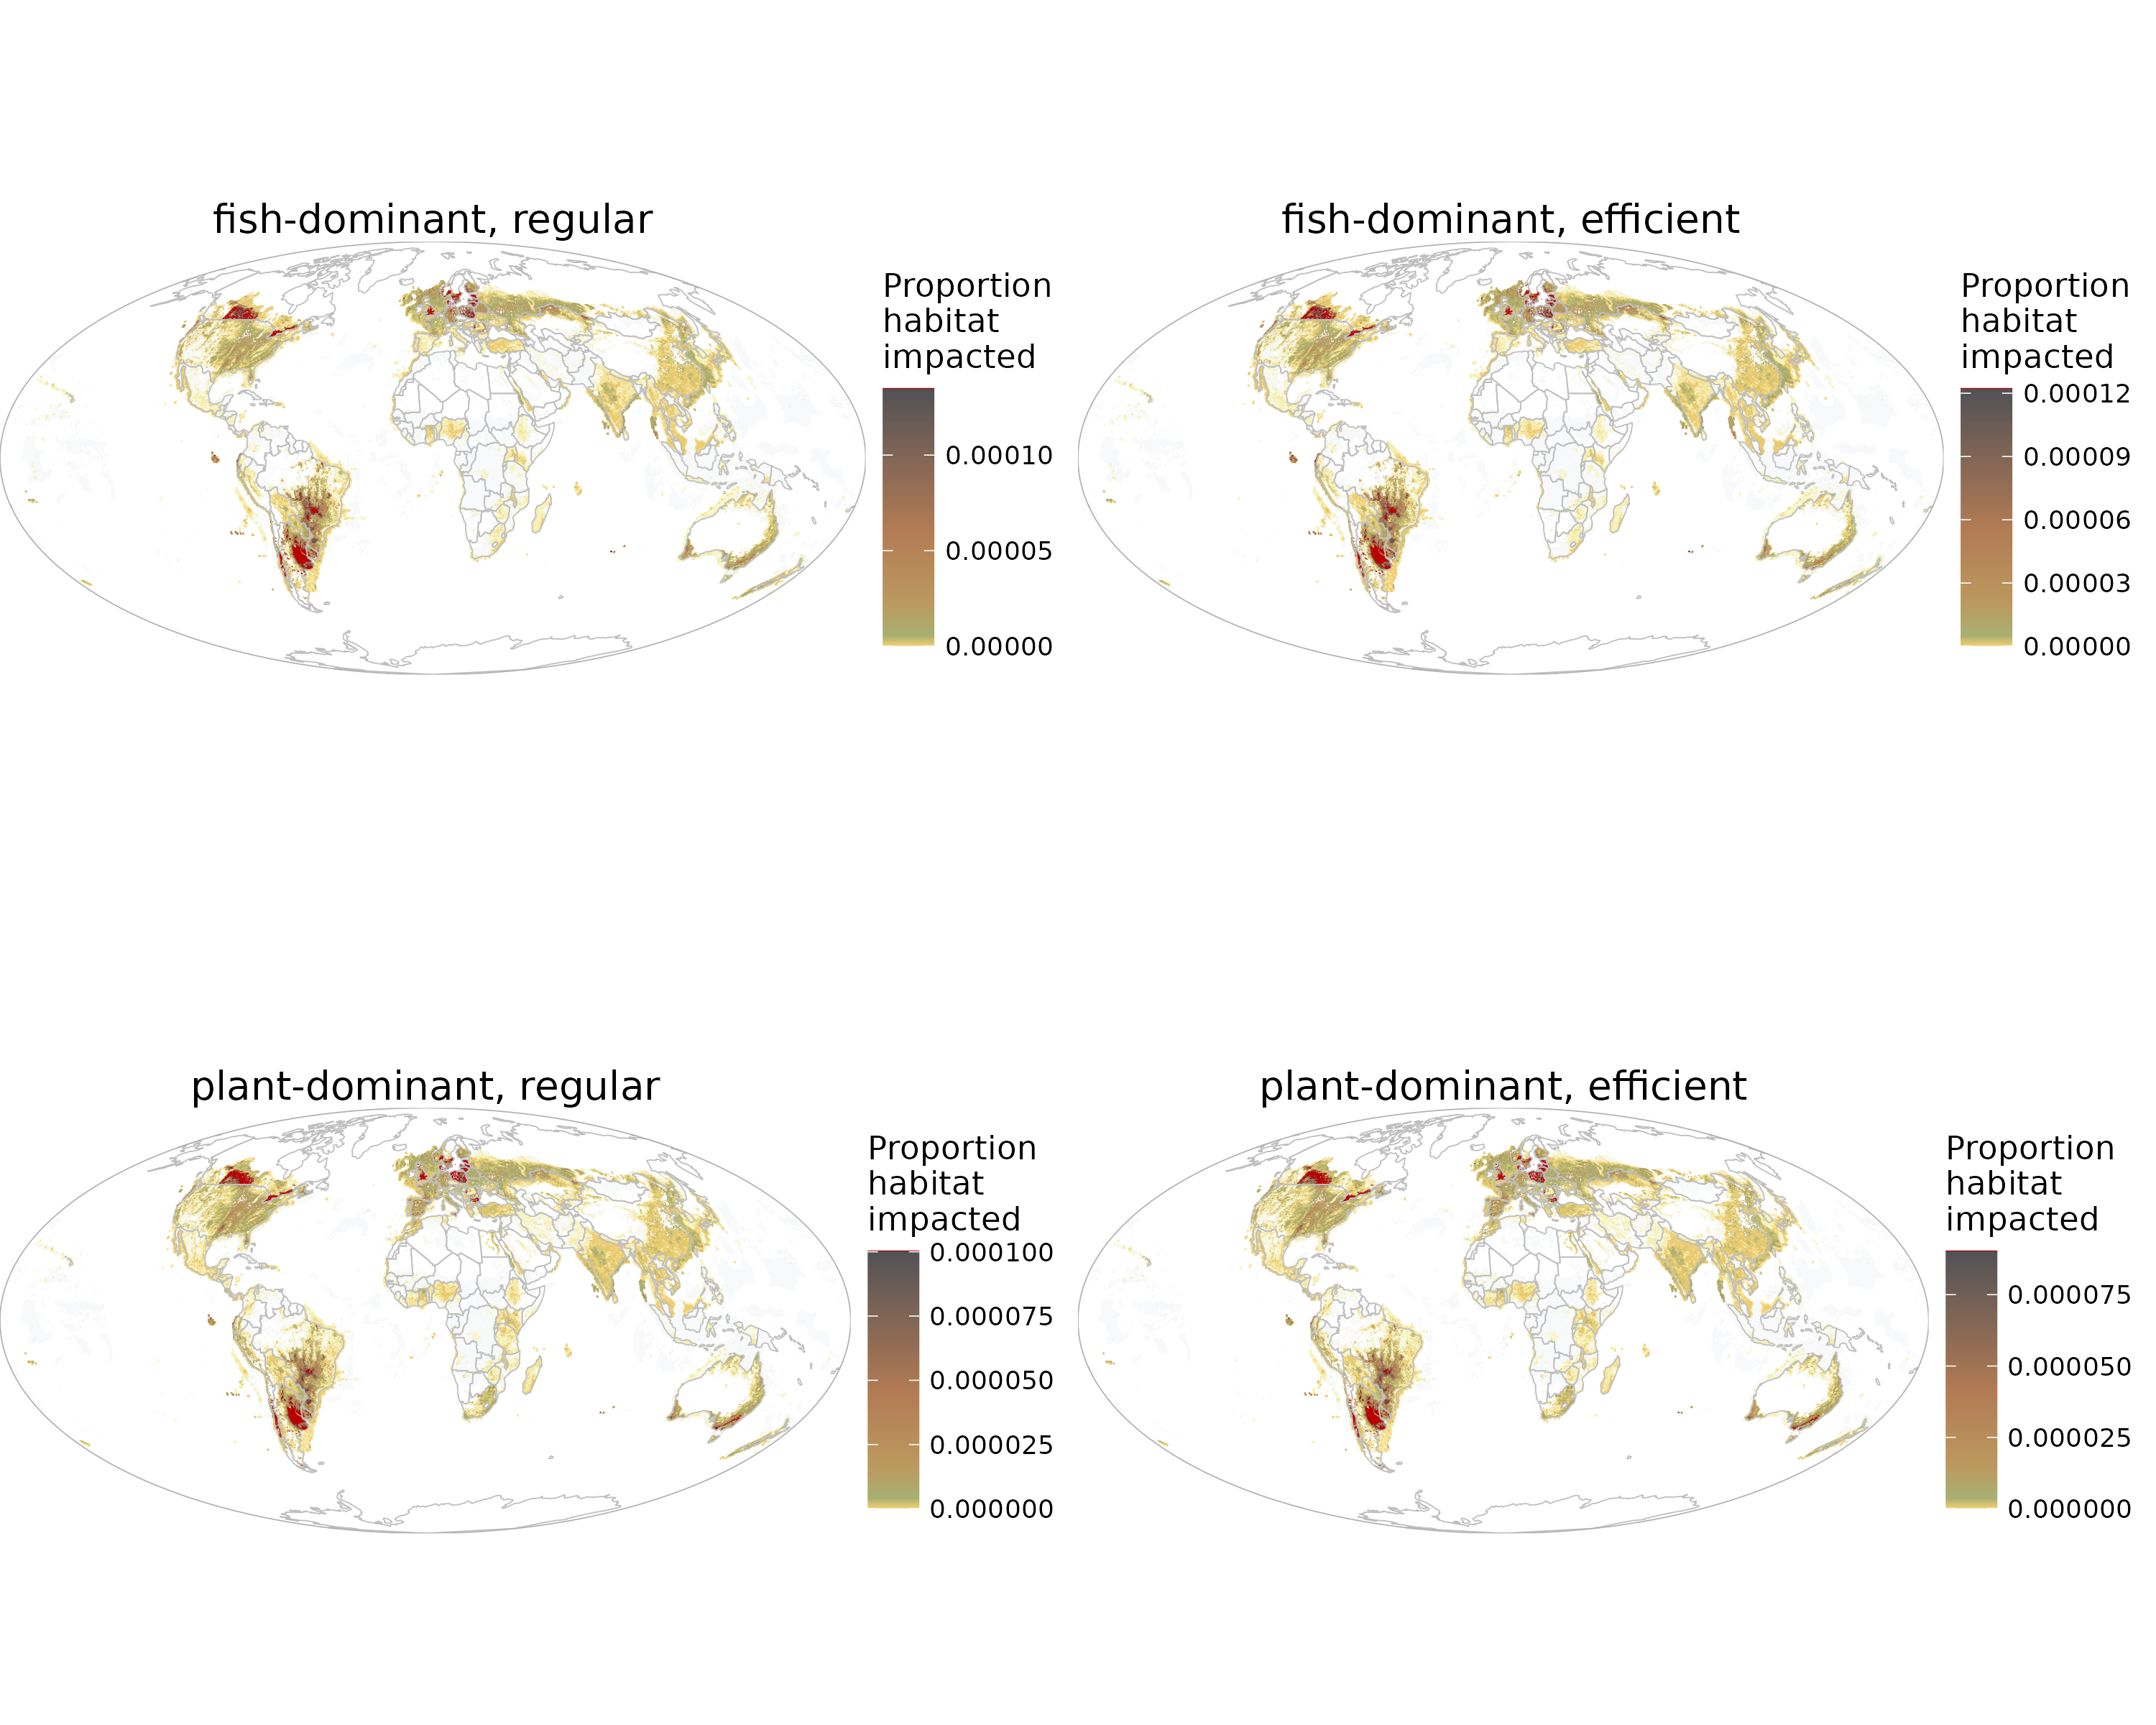 fish-dominant, regular
Proportion
habitat
impacted
0.00010
0.00005
0.00000
fish-dominant, efficient
Proportion
habitat
impacted
0.00012
0.00009
0.00006
0.00003
0.00000
plant-dominant, regular
Proportion
habitat
impacted
0.000100
0.000075
0.000050
0.000025
0.000000
plant-dominant, efficient
Proportion
habitat
impacted
0.000075
0.000050
0.000025
0.000000